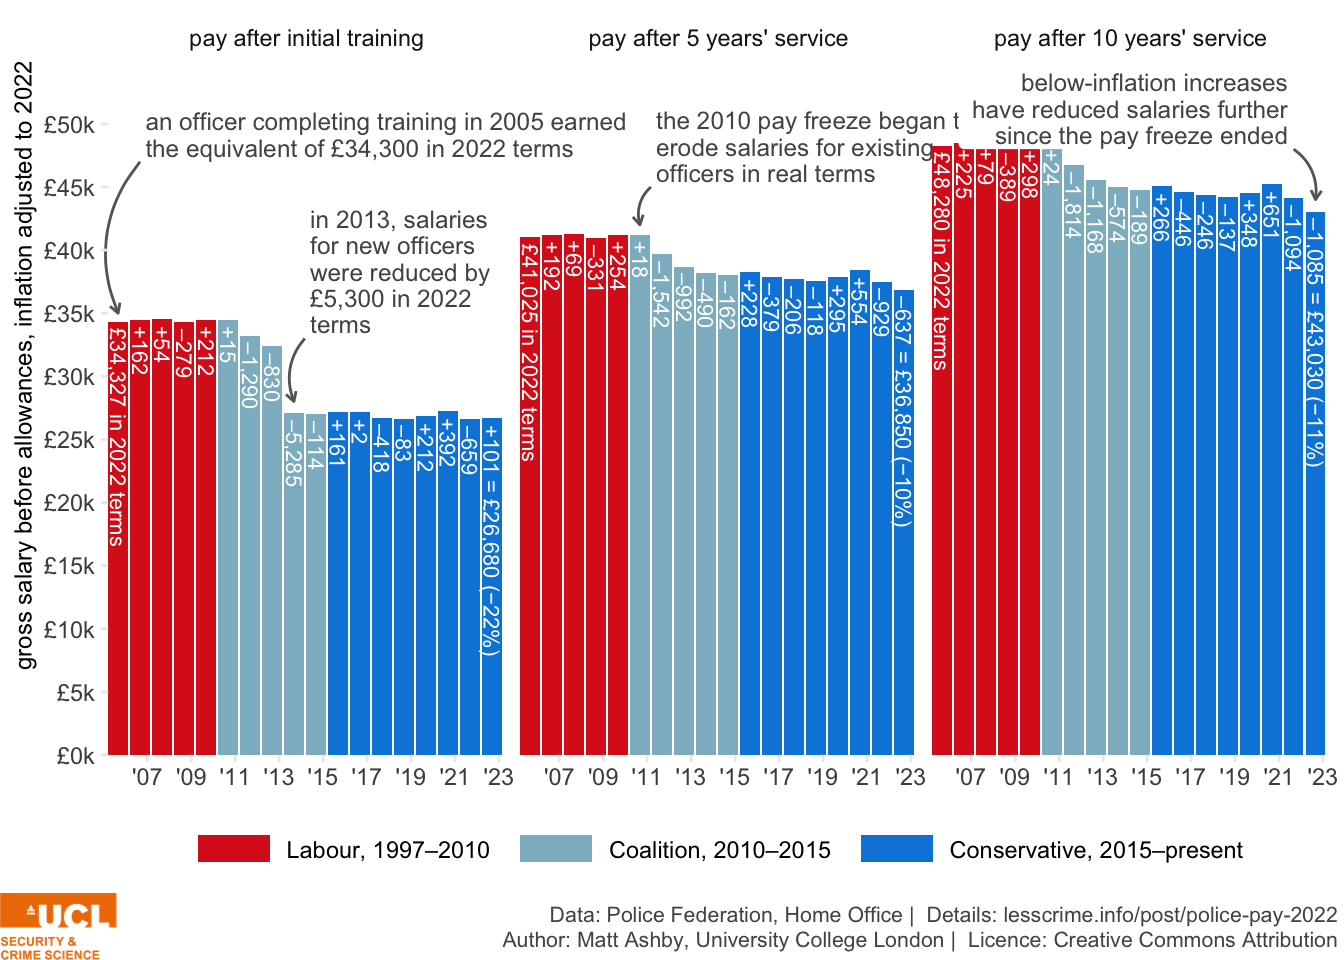 pay after initial training
pay after 5 years' service
pay after 10 years' service
gross salary before allowances, inflation adjusted to 2022
£50k
£45k
£40k
£35k
£30k
£25k
£20k
£15k
£10k
£5k
£0k
an officer completing training in 2005 earned
the equivalent of £34,300 in 2022 terms
in 2013, salaries
for new officers
were reduced by
£5,300 in 2022
terms
£34,327 in 2022 terms
+162
+54
−279
+212
+15
−1,290
−830
−5,285
−114
+161
+2
−418
−83
+212
+392
−659
+101 = £26,680 (−22%)
'07 '09 '11 '13 '15 '17 '19 '21 '23
the 2010 pay freeze began t
erode salaries for existing
officers in real terms
£41,025 in 2022 terms
+192
+69
−331
+254
+18
−1,542
−992
−490
−162
+228
−379
−206
−118
+295
+554
−929
−637 = £36,850 (−10%)
'07 '09 '11 '13 '15 '17 '19 '21 '23
below-inflation increases
have reduced salaries further
since the pay freeze ended
£48,280 in 2022 terms
+225
+79
−389
+298
+24
−1,814
−1,168
−574
−189
+266
−446
−246
−137
+348
+651
−1,094
−1,085 = £43,030 (−11%)
'07 '09 '11 '13 '15 '17 '19 '21 '23
Labour, 1997–2010
Coalition, 2010–2015
Conservative, 2015–present
UCL
SECURITY &
CRIME SCIENCE
Data: Police Federation, Home Office | Details: lesscrime.info/post/police-pay-2022
Author: Matt Ashby, University College London | Licence: Creative Commons Attribution